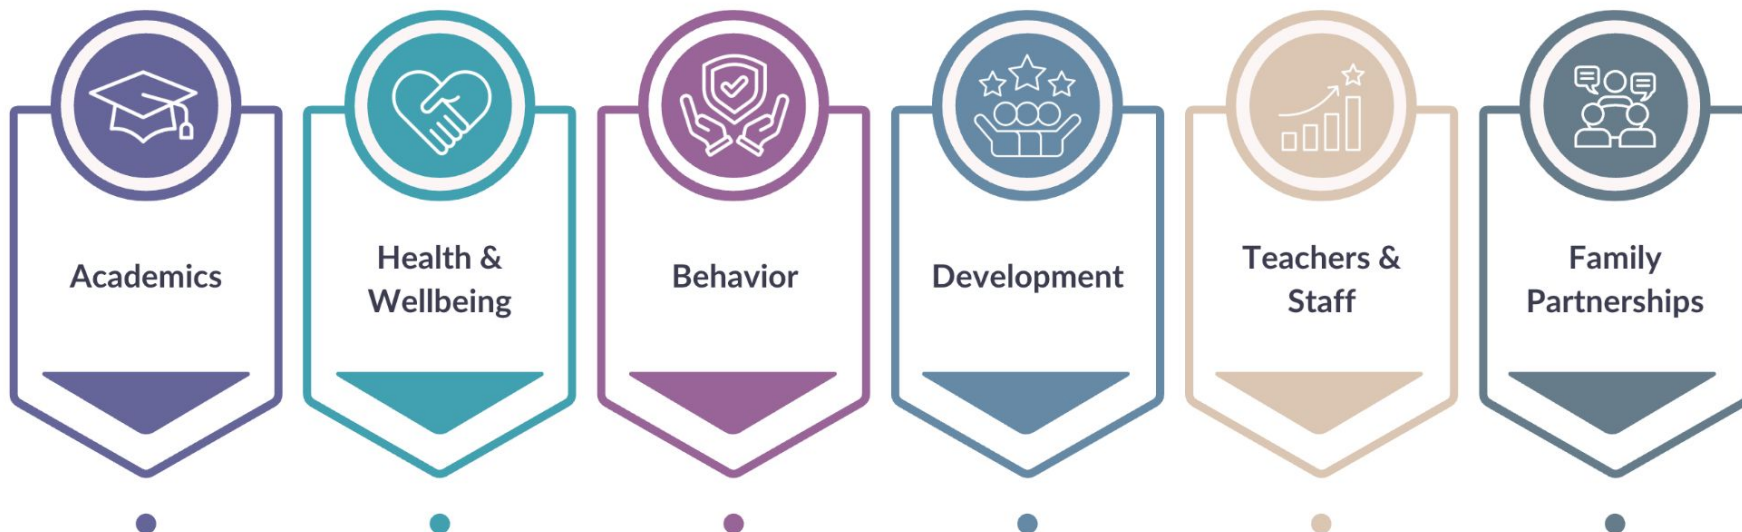 Academics
Health &
Wellbeing
Behavior
Development
Teachers &
Staff
Family
Partnerships